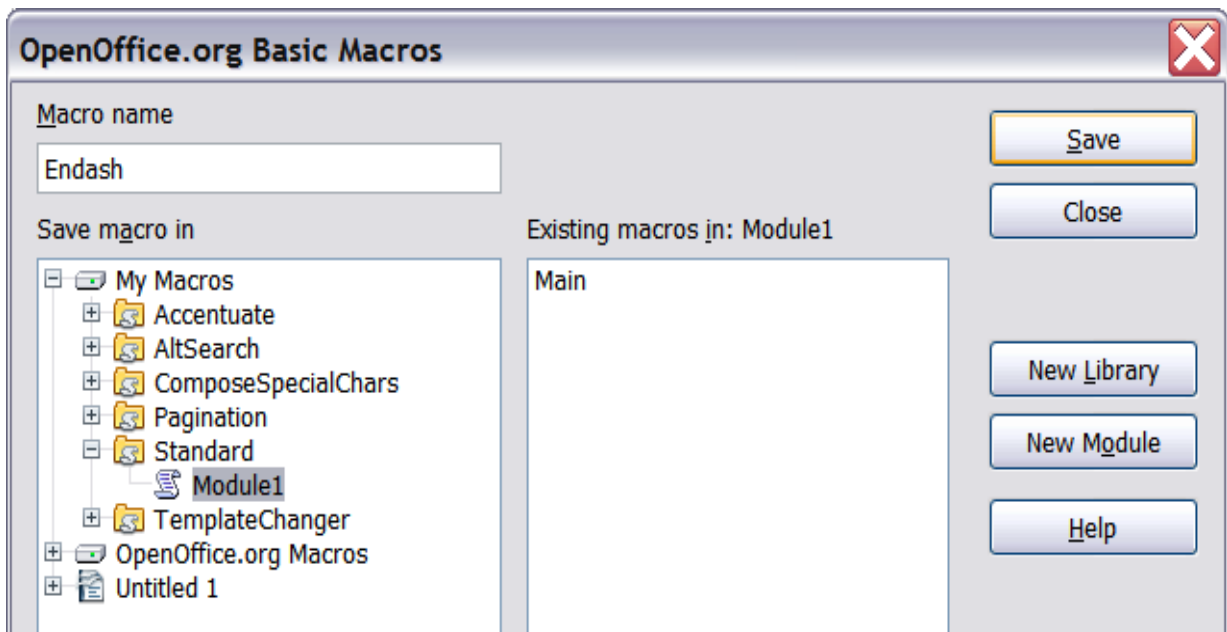 OpenOffice.org Basic Macros
Macro name
Endash
Save
Close
Save macro in
Existing macros in: Module1
My Macros
Accentuate
AltSearch
ComposeSpecialChars
Pagination
Standard
Module1
TemplateChanger
OpenOffice.org Macros
Untitled 1
Main
New Library
New Module
Help